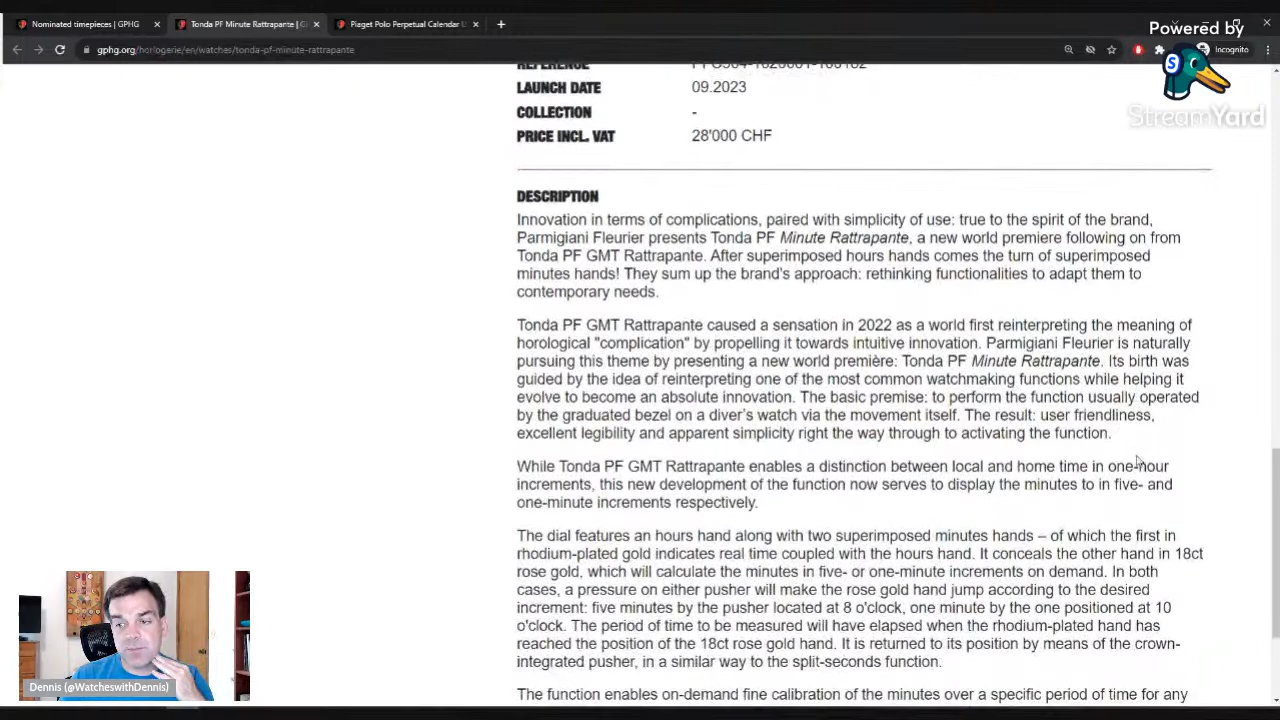 Nominated timepieces | GPHG
Tonda PF Minute Rattrapante | G
Piaget Polo Perpetual Calendar U
Powered by
gphg.org/horlogerie/en/watches/tonda-pf-minute-rattrapante
Incognito
S
StreamYard
REFERENCE
LAUNCH DATE 09.2023
COLLECTION -
PRICE INCL. VAT 28'000 CHF
DESCRIPTION
Innovation in terms of complications, paired with simplicity of use: true to the spirit of the brand,
Parmigiani Fleurier presents Tonda PF Minute Rattrapante, a new world premiere following on from
Tonda PF GMT Rattrapante. After superimposed hours hands comes the turn of superimposed
minutes hands! They sum up the brand's approach: rethinking functionalities to adapt them to
contemporary needs.
Tonda PF GMT Rattrapante caused a sensation in 2022 as a world first reinterpreting the meaning of
horological "complication" by propelling it towards intuitive innovation. Parmigiani Fleurier is naturally
pursuing this theme by presenting a new world première: Tonda PF Minute Rattrapante. Its birth was
guided by the idea of reinterpreting one of the most common watchmaking functions while helping it
evolve to become an absolute innovation. The basic premise: to perform the function usually operated
by the graduated bezel on a diver's watch via the movement itself. The result: user friendliness,
excellent legibility and apparent simplicity right the way through to activating the function.
While Tonda PF GMT Rattrapante enables a distinction between local and home time in one-hour
increments, this new development of the function now serves to display the minutes to in five- and
one-minute increments respectively.
The dial features an hours hand along with two superimposed minutes hands – of which the first in
rhodium-plated gold indicates real time coupled with the hours hand. It conceals the other hand in 18ct
rose gold, which will calculate the minutes in five- or one-minute increments on demand. In both
cases, a pressure on either pusher will make the rose gold hand jump according to the desired
increment: five minutes by the pusher located at 8 o'clock, one minute by the one positioned at 10
o'clock. The period of time to be measured will have elapsed when the rhodium-plated hand has
reached the position of the 18ct rose gold hand. It is returned to its position by means of the crown-
integrated pusher, in a similar way to the split-seconds function.
The function enables on-demand fine calibration of the minutes over a specific period of time for any
Dennis (@WatcheswithDennis)